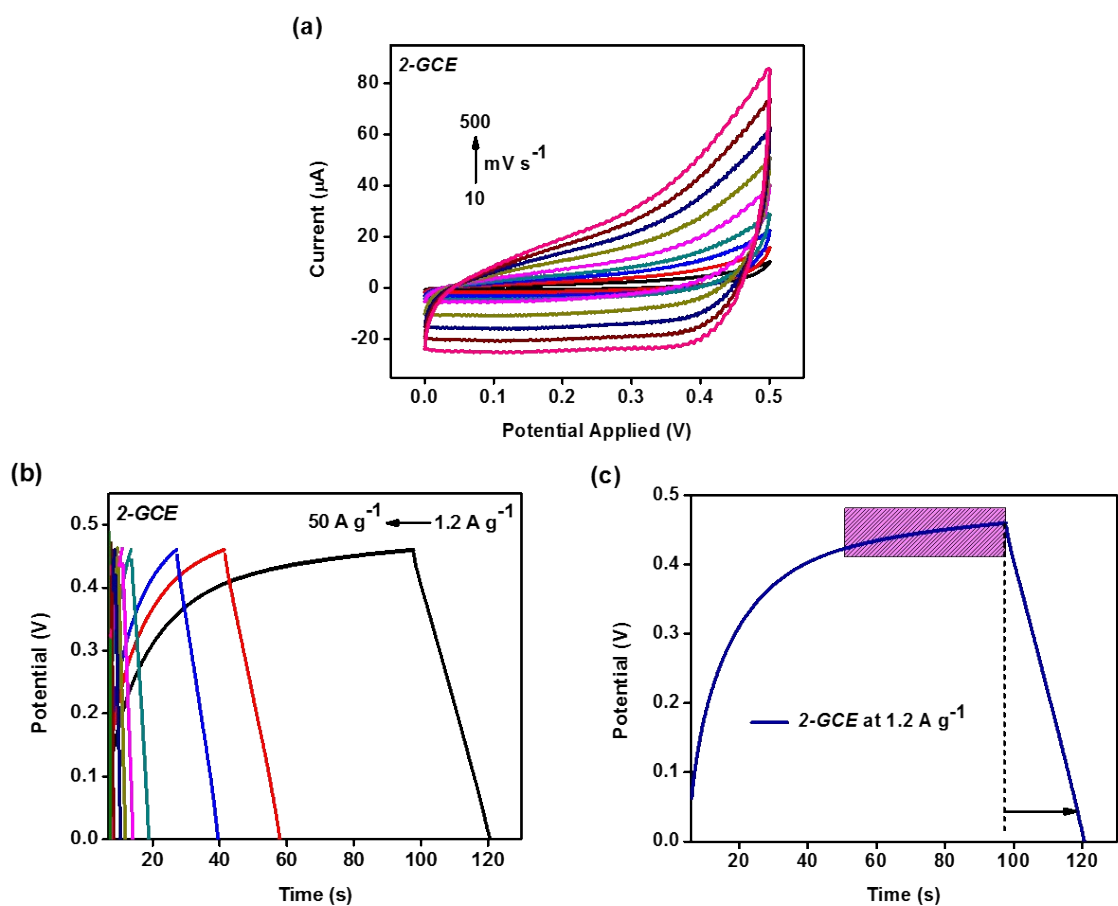 (a)
2-GCE
500
mV s⁻¹
10
80
60
40
20
0
-20
Current (µA)
0.0 0.1 0.2 0.3 0.4 0.5
Potential Applied (V)
(b)
2-GCE
50 A g⁻¹ 1.2 A g⁻¹
0.5
0.4
0.3
0.2
0.1
0.0
Potential (V)
20 40 60 80 100 120
Time (s)
(c)
0.5
0.4
0.3
0.2
0.1
0.0
Potential (V)
2-GCE at 1.2 A g⁻¹
20 40 60 80 100 120
Time (s)